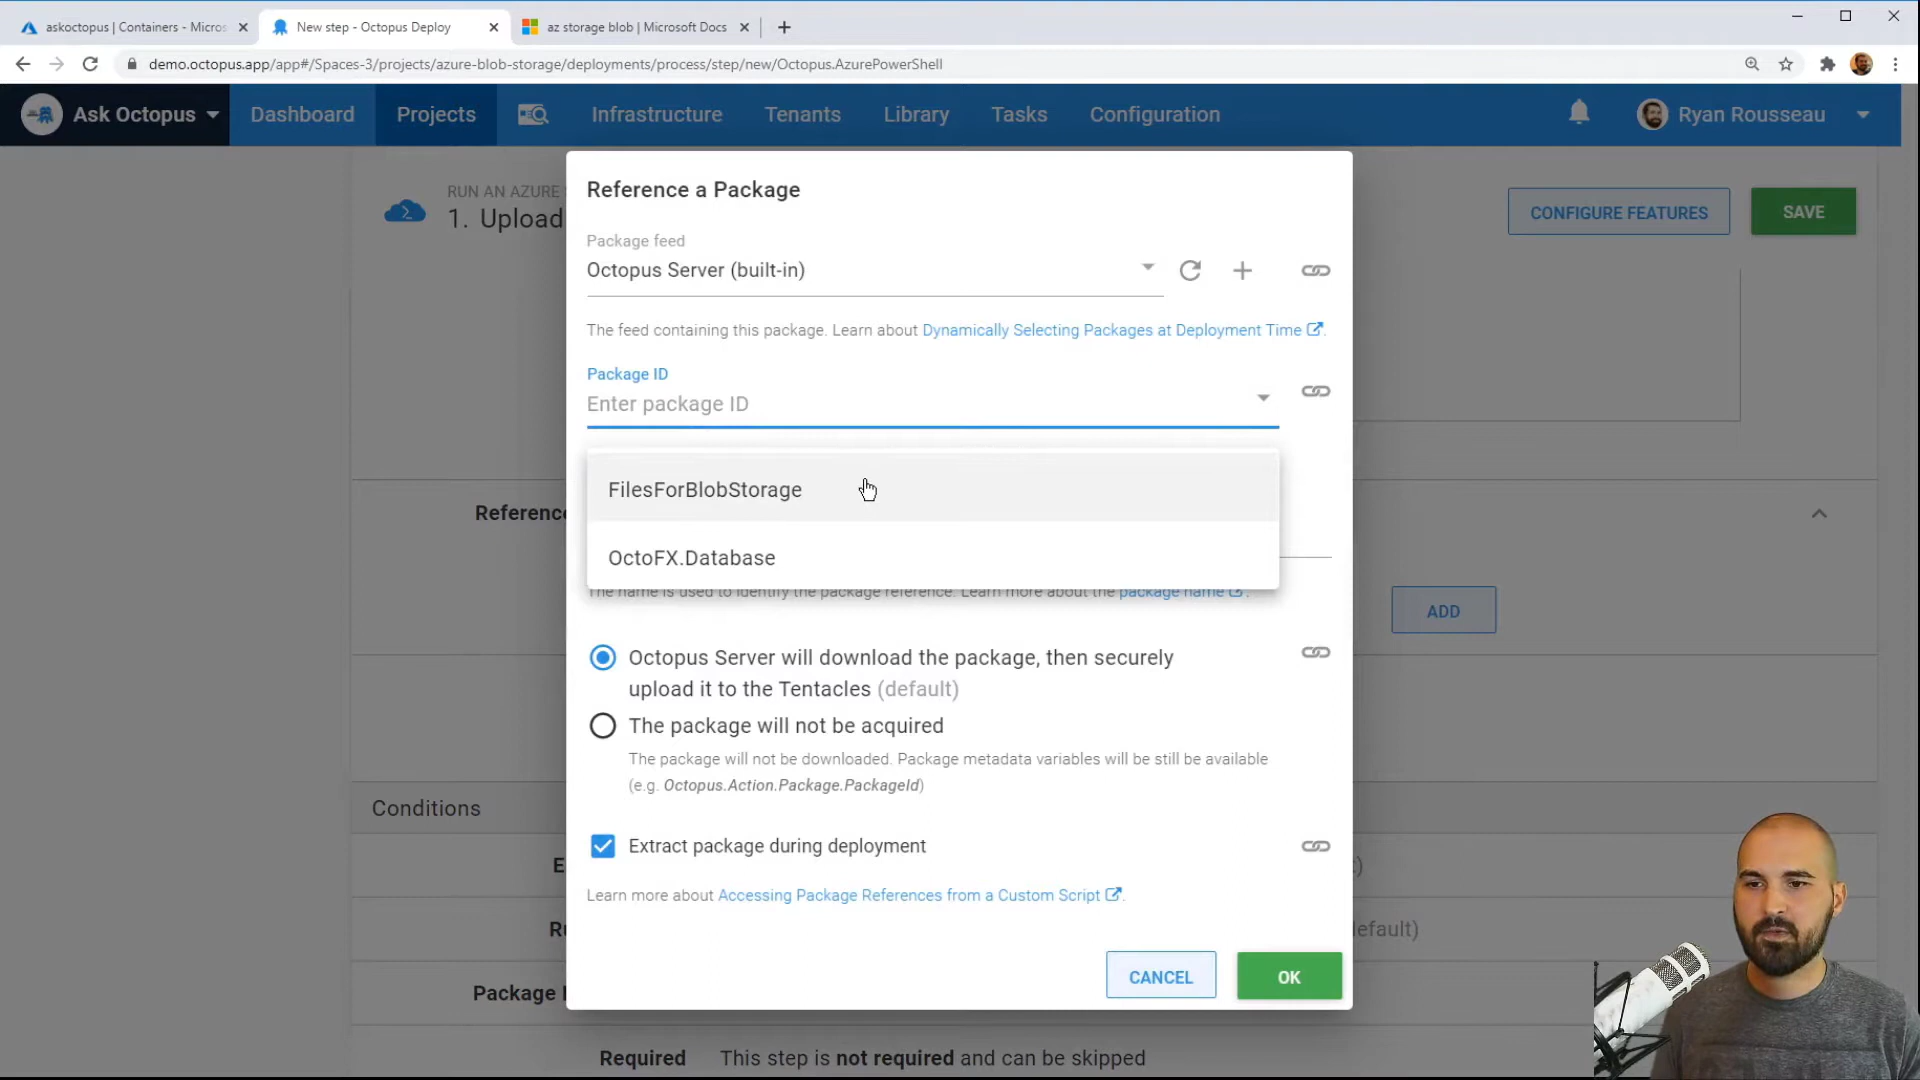 askoctopus | Containers - Micros
New step - Octopus Deploy
az storage blob | Microsoft Docs
demo.octopus.app/app#/Spaces-3/projects/azure-blob-storage/deployments/process/step/new/Octopus.AzurePowerShell
Ask Octopus
Dashboard
Projects
Infrastructure
Tenants
Library
Tasks
Configuration
Ryan Rousseau
RUN AN AZURE
1. Upload
CONFIGURE FEATURES
SAVE
Reference a Package
Package feed
Octopus Server (built-in)
The feed containing this package. Learn about Dynamically Selecting Packages at Deployment Time.
Package ID
Enter package ID
FilesForBlobStorage
OctoFX.Database
Reference
The name is used to identify the package reference. Learn more about the package name.
ADD
Octopus Server will download the package, then securely
upload it to the Tentacles (default)
The package will not be acquired
The package will not be downloaded. Package metadata variables will be still be available
(e.g. Octopus.Action.Package.PackageId)
Conditions
Extract package during deployment
Learn more about Accessing Package References from a Custom Script.
efault)
Package
CANCEL
OK
Required This step is not required and can be skipped